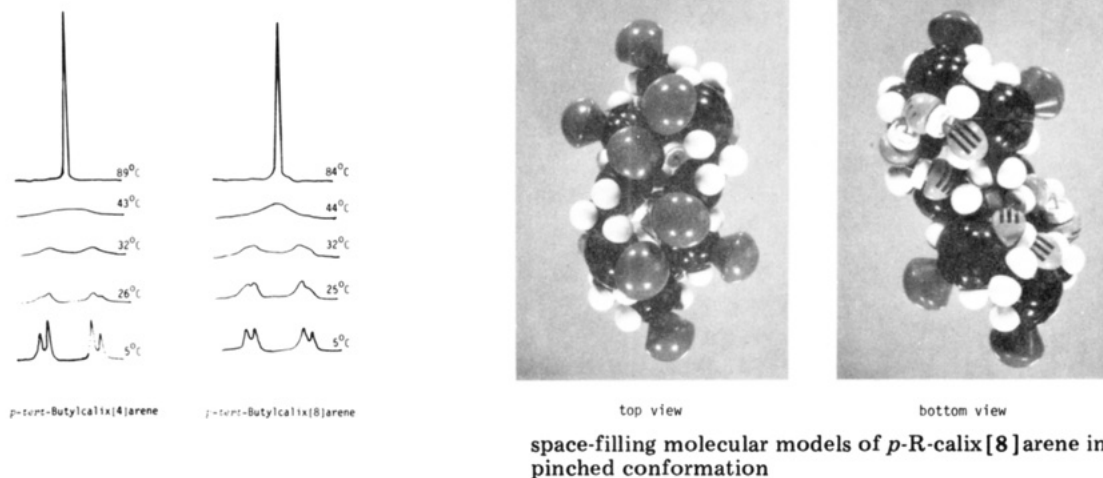 89°C
43°C
32°C
26°C
5°C
p-tert-Butylcalix[4]arene
84°C
44°C
32°C
25°C
5°C
p-tert-Butylcalix[8]arene
top view
bottom view
space-filling molecular models of p-R-calix[8]arene in
pinched conformation